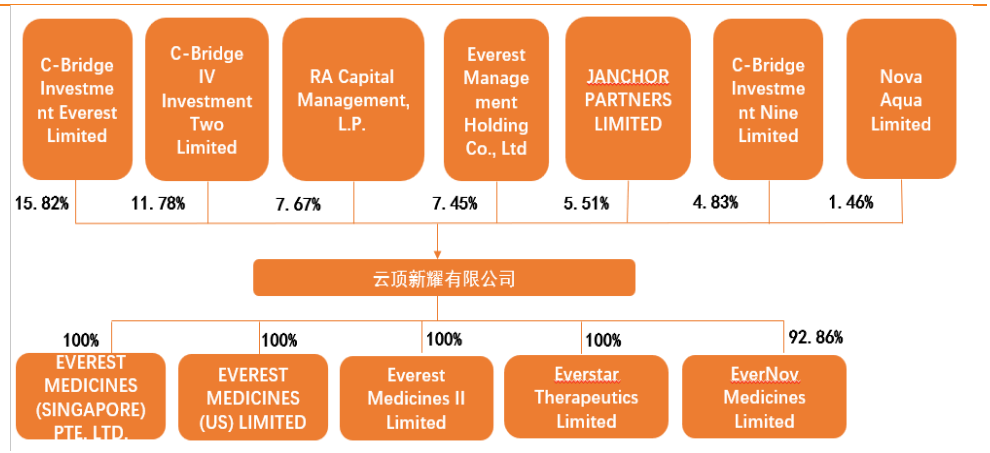 C-Bridge
Investme
nt Everest
Limited
C-Bridge
IV
Investment
Two
Limited
RA Capital
Management,
L.P.
Everest
Manage
ment
Holding
Co., Ltd
JANCHOR
PARTNERS
LIMITED
C-Bridge
Investme
nt Nine
Limited
Nova
Aqua
Limited
15.82%
11.78%
7.67%
7.45%
5.51%
4.83%
1.46%
云顶新耀有限公司
100%
100%
100%
100%
92.86%
EVEREST
MEDICINES
(SINGAPORE)
PTE. LTD.
EVEREST
MEDICINES
(US) LIMITED
Everest
Medicines II
Limited
Everstar
Therapeutics
Limited
EverNov
Medicines
Limited